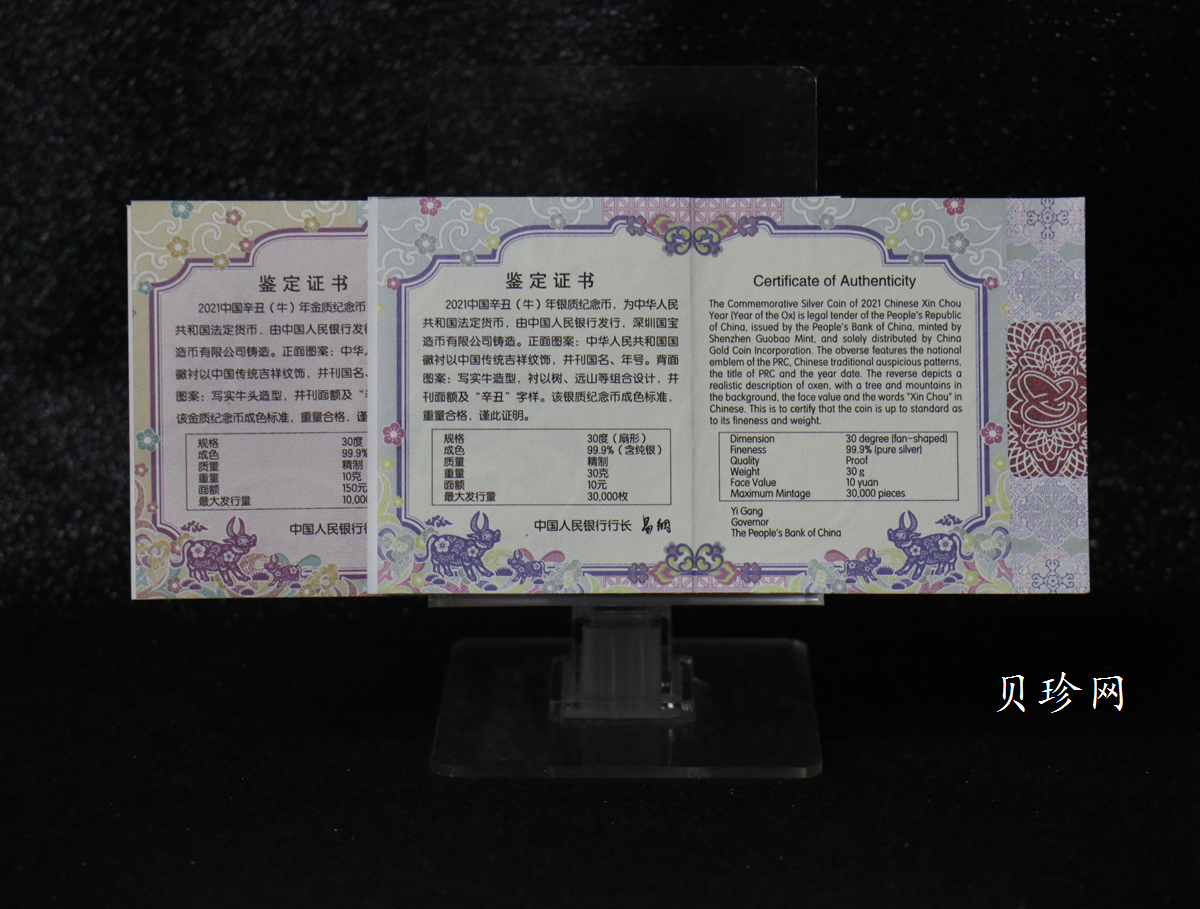 鉴定证书
2021中国辛丑（牛）年金质纪念币
共和国法定货币，由中国人民银行发行
造币有限公司铸造。正面图案：中华人
徽衬以中国传统吉祥纹饰，并刊国名、
图案：写实牛头造型，并刊面额及“辛
该金质纪念币成色标准，重量合格，谨
规格 30度
成色 99.9%
质量 精制
重量 10克
面额 150元
最大发行量 10,00
中国人民银行行
鉴定证书
2021中国辛丑（牛）年银质纪念币，为中华人民
共和国法定货币，由中国人民银行发行，深圳国宝
造币有限公司铸造。正面图案：中华人民共和国国
徽衬以中国传统吉祥纹饰，并刊国名、年号。背面
图案：写实牛造型，衬以树、远山等组合设计，并
刊面额及“辛丑”字样。该银质纪念币成色标准，
重量合格，谨此证明。
规格 30度（扇形）
成色 99.9%（含纯银）
质量 精制
重量 30克
面额 10元
最大发行量 30,000枚
中国人民银行行长 易纲
Certificate of Authenticity
The Commemorative Silver Coin of 2021 Chinese Xin Chou
Year (Year of the Ox) is legal tender of the People's Republic
of China, issued by the People's Bank of China, minted by
Shenzhen Guobao Mint, and solely distributed by China
Gold Coin Incorporation. The obverse features the national
emblem of the PRC, Chinese traditional auspicious patterns,
the title of PRC and the year date. The reverse depicts a
realistic description of oxen, with a tree and mountains in
the background, the face value and the words "Xin Chou" in
Chinese. This is to certify that the coin is up to standard as
to its fineness and weight.
Dimension 30 degree (fan-shaped)
Fineness 99.9% (pure silver)
Quality Proof
Weight 30 g
Face Value 10 yuan
Maximum Mintage 30,000 pieces
Yi Gang
Governor
The People's Bank of China
贝珍网